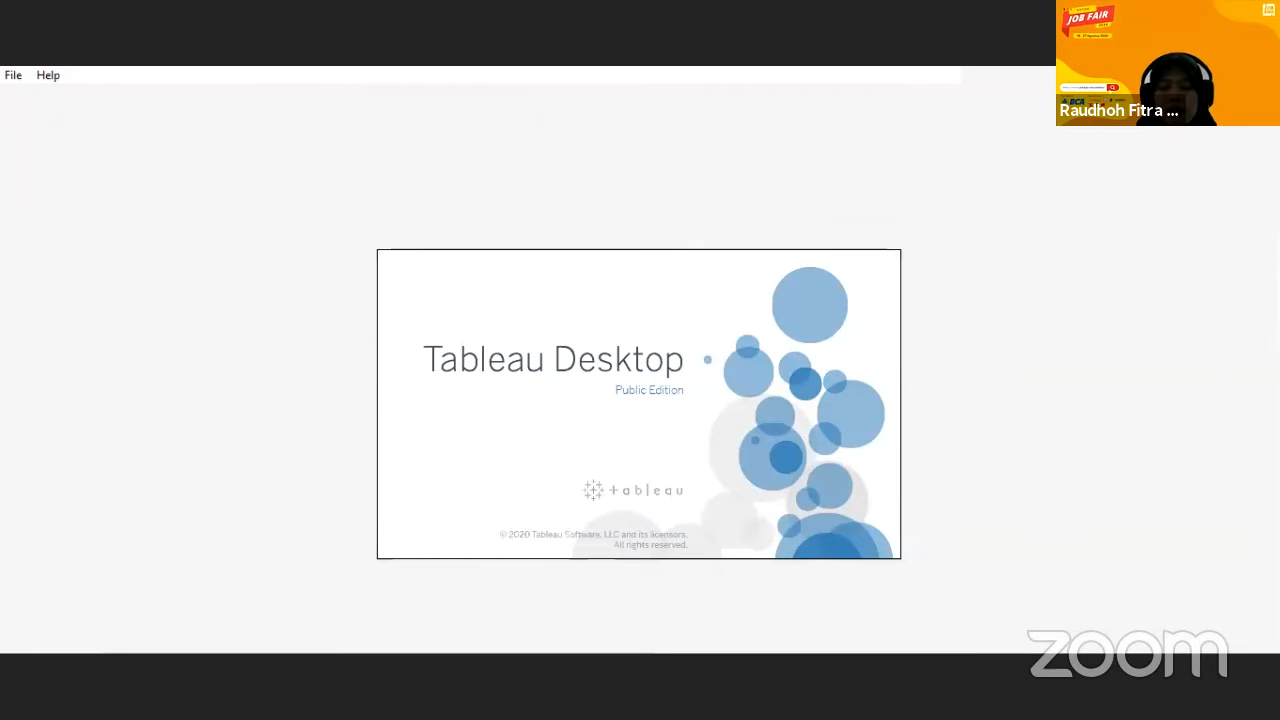 File Help
JOB FAIR
Raudhoh Fitra ...
Tableau Desktop
Public Edition
+ a b l e a u
© 2020 Tableau Software, LLC and its licensors.
All rights reserved.
zoom